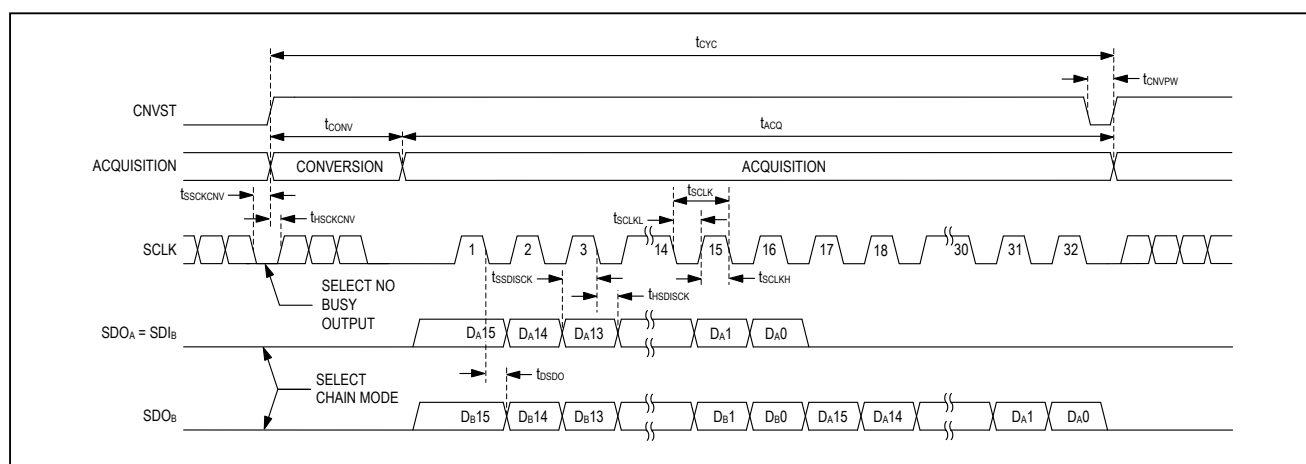 tCYC
tCNVPW
CNVST
tCONV
tACQ
ACQUISITION
CONVERSION
ACQUISITION
tSSCKCNV
tHSCKCNV
tSCLK
tSCLKL
SCLK
1 2 3 14 15 16 17 18 30 31 32
tSSDISCK
tHSDISCK
tSCLKH
SELECT NO
BUSY
OUTPUT
SDOA = SDIB
DA15 DA14 DA13 DA1 DA0
SELECT
CHAIN MODE
tDSDO
SDOB
DB15 DB14 DB13 DB1 DB0 DA15 DA14 DA1 DA0